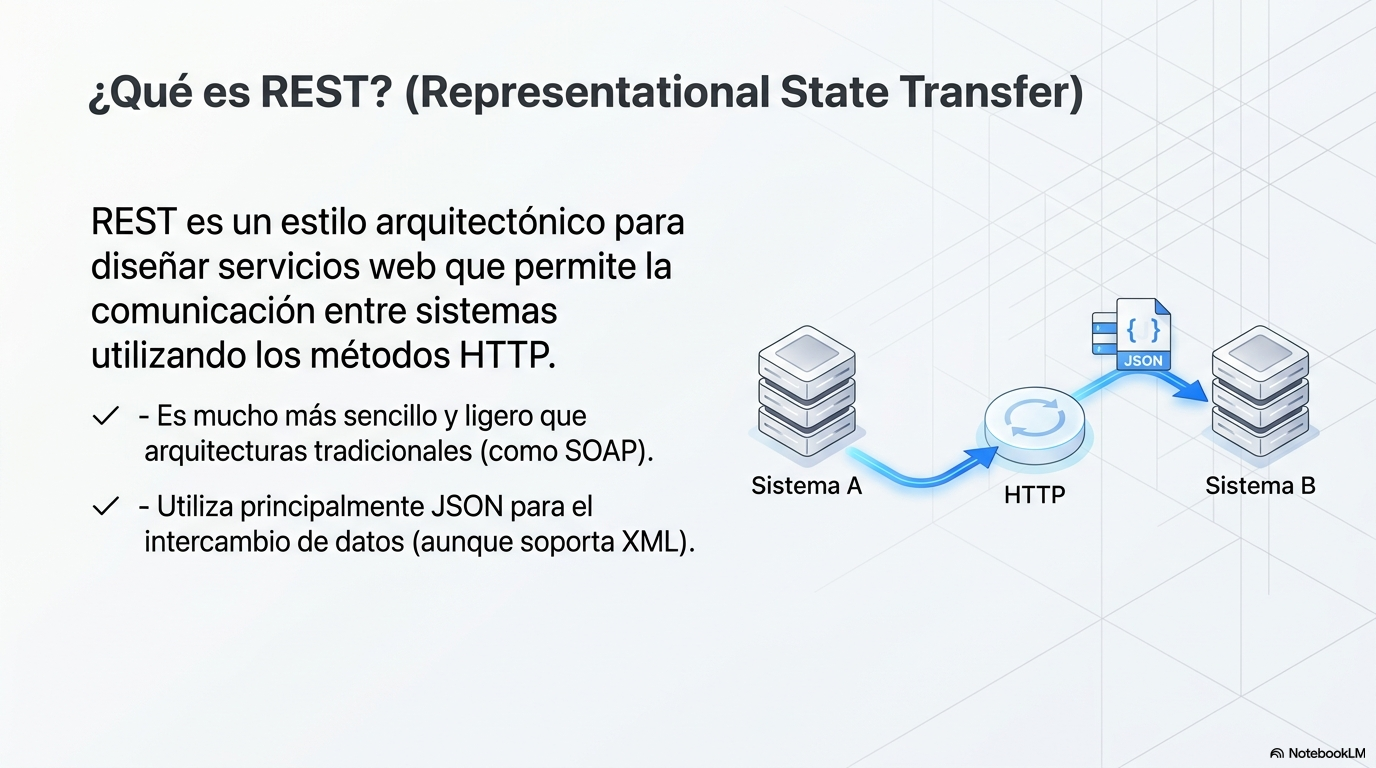 ¿Qué es REST? (Representational State Transfer)
REST es un estilo arquitectónico para
diseñar servicios web que permite la
comunicación entre sistemas
utilizando los métodos HTTP.
- Es mucho más sencillo y ligero que
arquitecturas tradicionales (como SOAP).
- Utiliza principalmente JSON para el
intercambio de datos (aunque soporta XML).
{ }
JSON
Sistema A
HTTP
Sistema B
NotebookLM